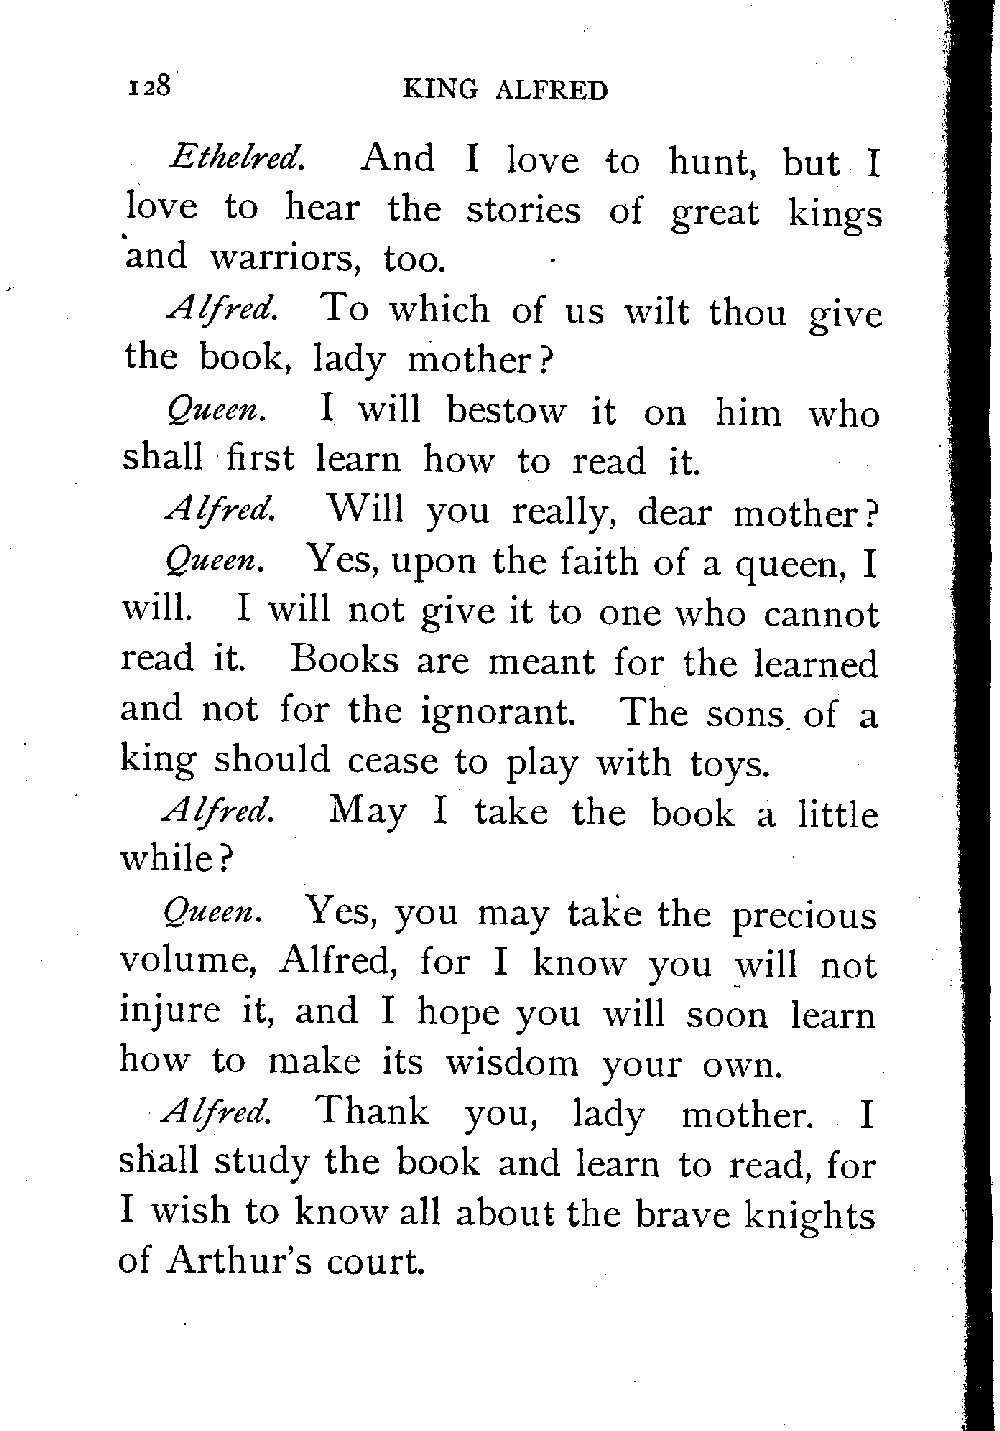 128 KING ALFRED
Ethelred. And I love to hunt, but I
love to hear the stories of great kings
and warriors, too.
Alfred. To which of us wilt thou give
the book, lady mother?
Queen. I will bestow it on him who
shall first learn how to read it.
Alfred. Will you really, dear mother?
Queen. Yes, upon the faith of a queen, I
will. I will not give it to one who cannot
read it. Books are meant for the learned
and not for the ignorant. The sons of a
king should cease to play with toys.
Alfred. May I take the book a little
while?
Queen. Yes, you may take the precious
volume, Alfred, for I know you will not
injure it, and I hope you will soon learn
how to make its wisdom your own.
Alfred. Thank you, lady mother. I
shall study the book and learn to read, for
I wish to know all about the brave knights
of Arthur's court.